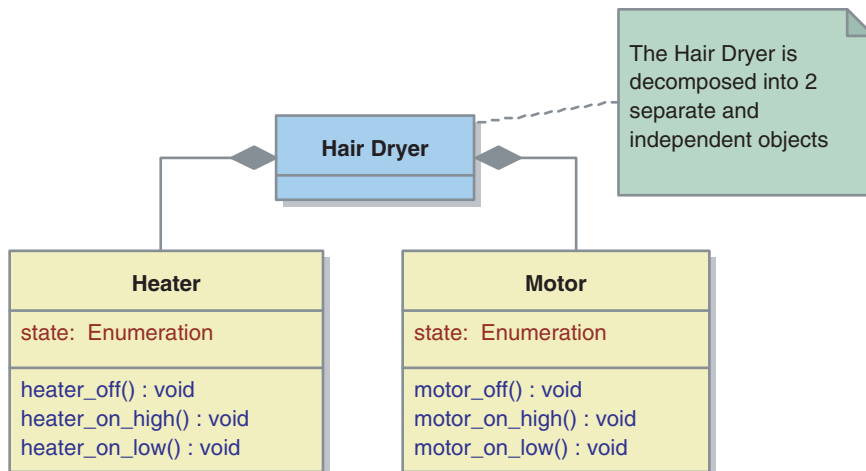 The Hair Dryer is
decomposed into 2
separate and
independent objects
Hair Dryer
Heater
state:  Enumeration
heater_off() : void
heater_on_high() : void
heater_on_low() : void
Motor
state:  Enumeration
motor_off() : void
motor_on_high() : void
motor_on_low() : void